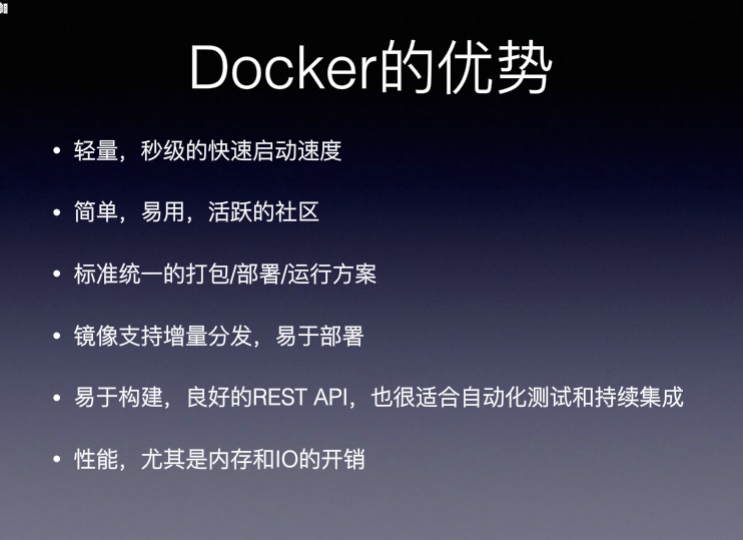 Docker的优势
• 轻量，秒级的快速启动速度
• 简单，易用，活跃的社区
• 标准统一的打包/部署/运行方案
• 镜像支持增量分发，易于部署
• 易于构建，良好的REST API，也很适合自动化测试和持续集成
• 性能，尤其是内存和IO的开销